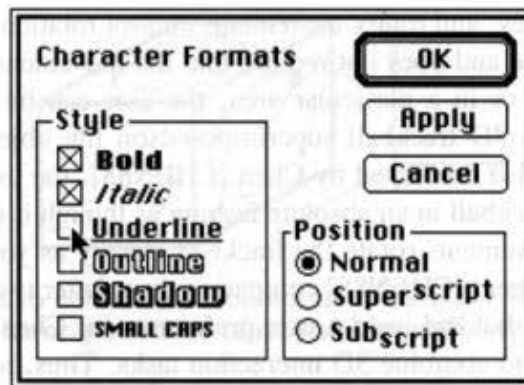 Character Formats
OK
Apply
Cancel
Style
Bold
Italic
Underline
Outline
Shadow
SMALL CAPS
Position
Normal
Superscript
Subscript